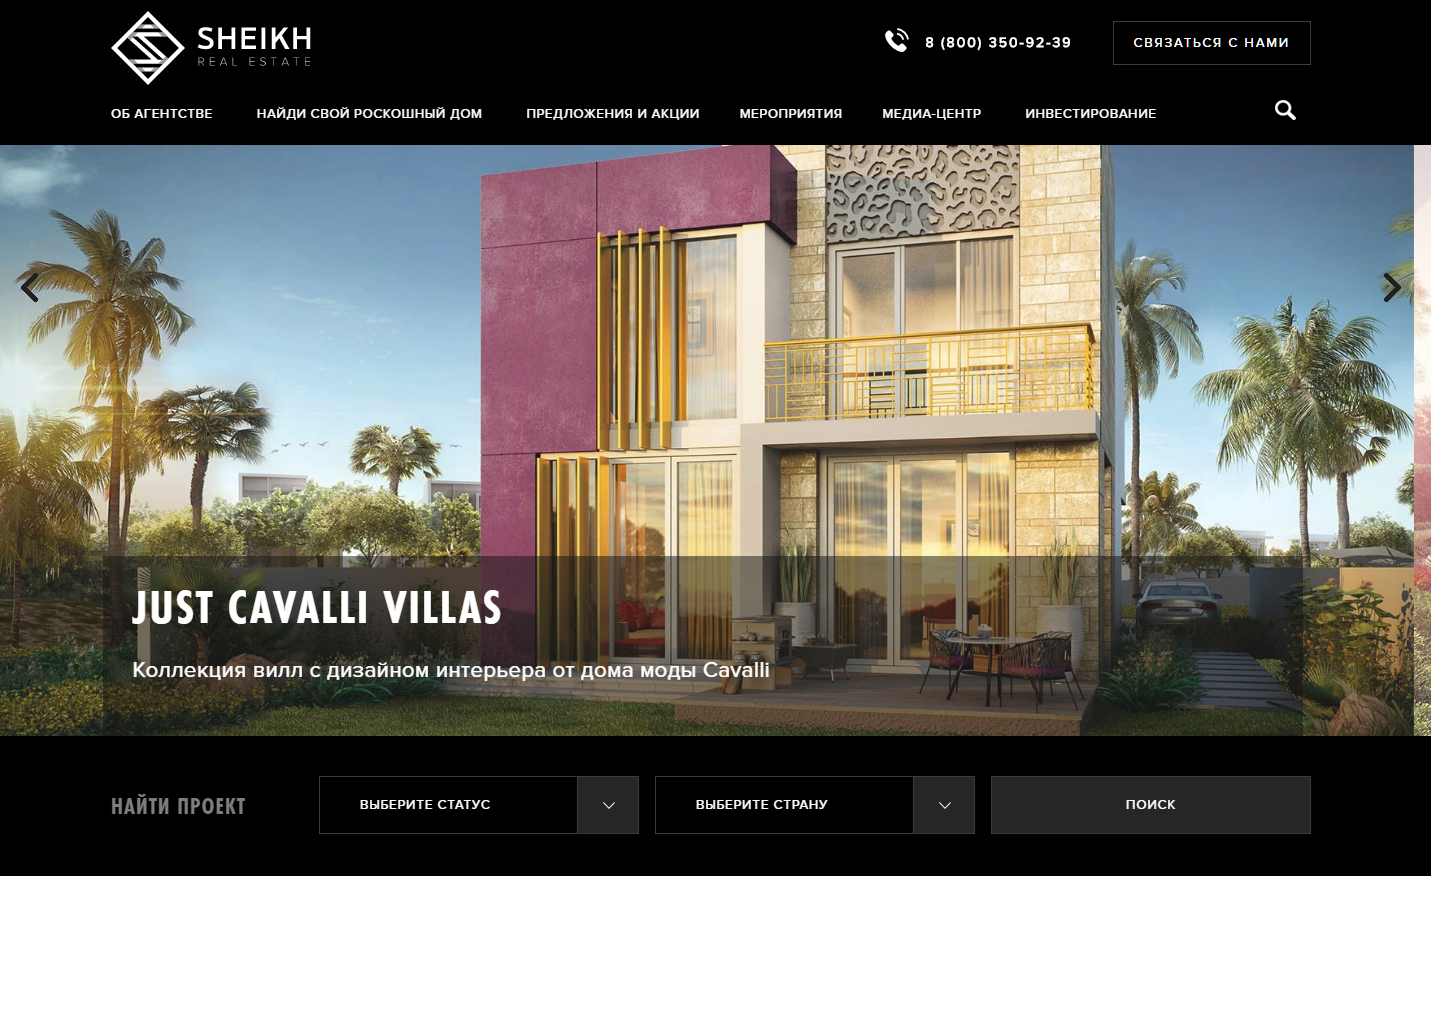 SHEIKH
REAL ESTATE
8 (800) 350-92-39
СВЯЗАТЬСЯ С НАМИ
ОБ АГЕНТСТВЕ НАЙДИ СВОЙ РОСКОШНЫЙ ДОМ ПРЕДЛОЖЕНИЯ И АКЦИИ МЕРОПРИЯТИЯ МЕДИА-ЦЕНТР ИНВЕСТИРОВАНИЕ
JUST CAVALLI VILLAS
Коллекция вилл с дизайном интерьера от дома моды Cavalli
НАЙТИ ПРОЕКТ ВЫБЕРИТЕ СТАТУС ВЫБЕРИТЕ СТРАНУ ПОИСК